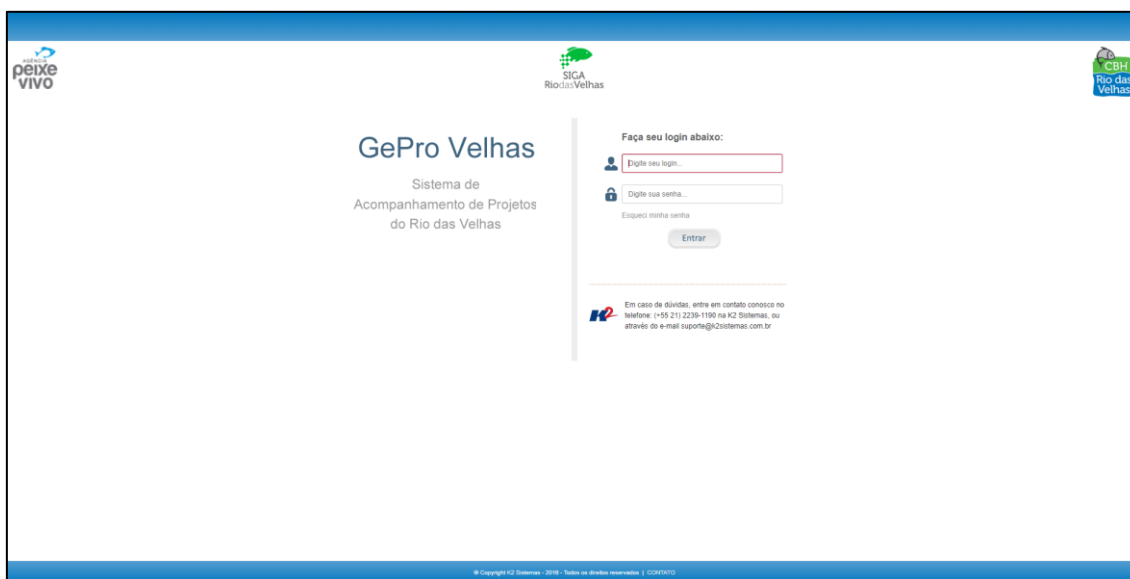 AGÊNCIA
peixe
vivo
SIGA
RiodasVelhas
CBH
Rio das
Velhas
GePro Velhas
Sistema de
Acompanhamento de Projetos
do Rio das Velhas
Faça seu login abaixo:
Digite seu login...
Digite sua senha...
Esqueci minha senha
Entrar
K2
Em caso de dúvidas, entre em contato conosco no
telefone: (+55 21) 2239-1190 na K2 Sistemas, ou
através do e-mail suporte@k2sistemas.com.br
© Copyright K2 Sistemas - 2016 - Todos os direitos reservados | CONTATO